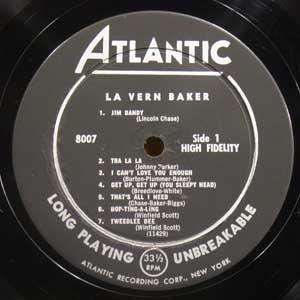 ATLANTIC
LA VERN BAKER
1. JIM DANDY
(Lincoln Chase)
8007
Side 1
HIGH FIDELITY
2. TRA LA LA
(Johnny Parker)
3. I CAN'T LOVE YOU ENOUGH
(Burton-Plummer-Baker)
4. GET UP, GET UP (YOU SLEEPY HEAD)
(Breedlove-White)
5. THAT'S ALL I NEED
(Chase-Baker-Biggs)
6. HOP-TING-A-LING
(Winfield Scott)
7. TWEEDLEE DEE
(Winfield Scott)
(11429)
LONG PLAYING 33⅓ RPM UNBREAKABLE
ATLANTIC RECORDING CORP., NEW YORK